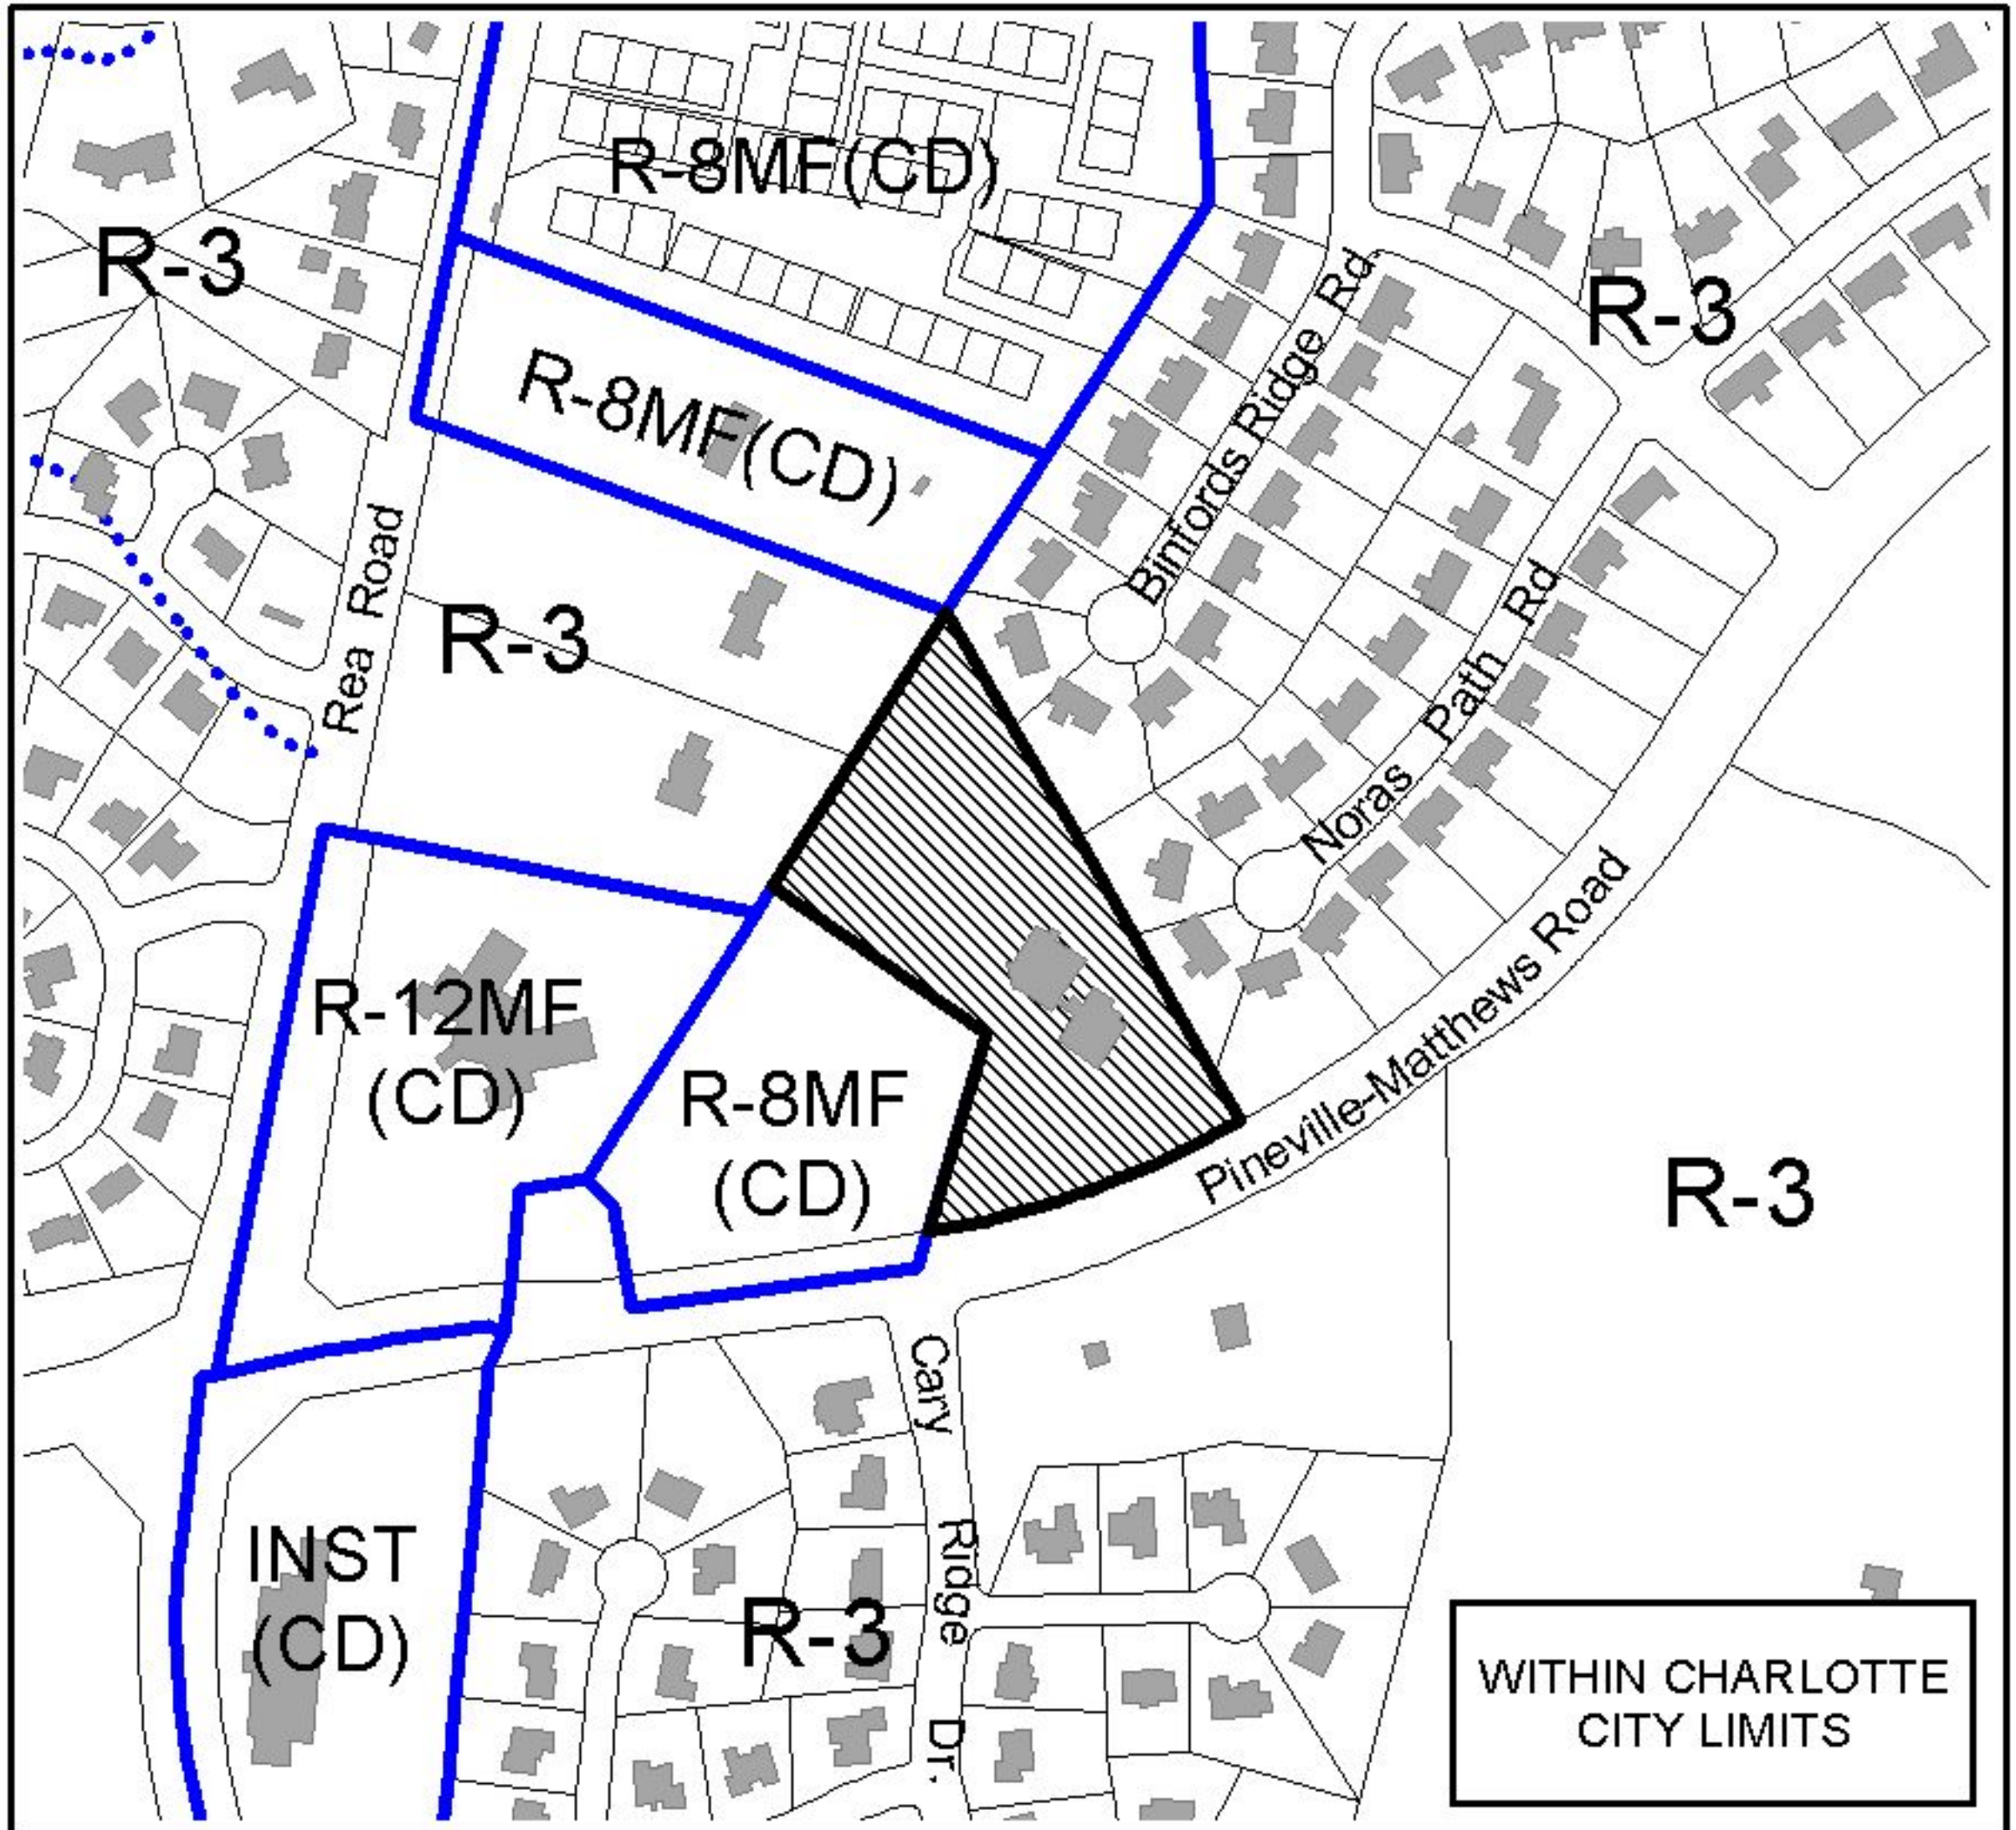 R-8MF(CD)
R-3
R-3
Binfords Ridge Rd
R-8MF(CD)
Rea Road
R-3
Noras Path Rd
Pineville-Matthews Road
R-12MF
(CD)
R-8MF
(CD)
R-3
Cary Ridge Dr.
INST
(CD)
R-3
WITHIN CHARLOTTE
CITY LIMITS